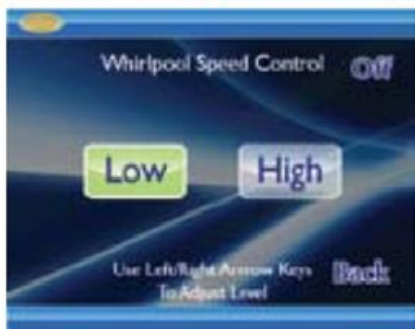 Whirlpool Speed Control Off
Low High
Use Left/Right Arrow Keys Back
To Adjust Level